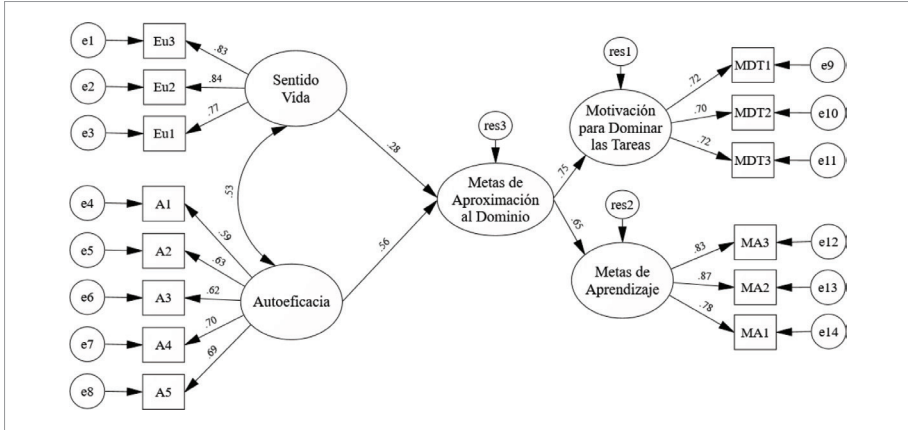 e1
Eu3
.83
e2
Eu2
.84
e3
Eu1
.77
Sentido
Vida
.53
.28
e4
A1
.59
e5
A2
.63
e6
A3
.62
e7
A4
.70
e8
A5
.69
Autoeficacia
.56
res3
Metas de
Aproximación
al Dominio
.75
.65
res1
Motivación
para Dominar
las Tareas
.72
MDT1
e9
.70
MDT2
e10
.72
MDT3
e11
res2
Metas de
Aprendizaje
.83
MA3
e12
.87
MA2
e13
.78
MA1
e14